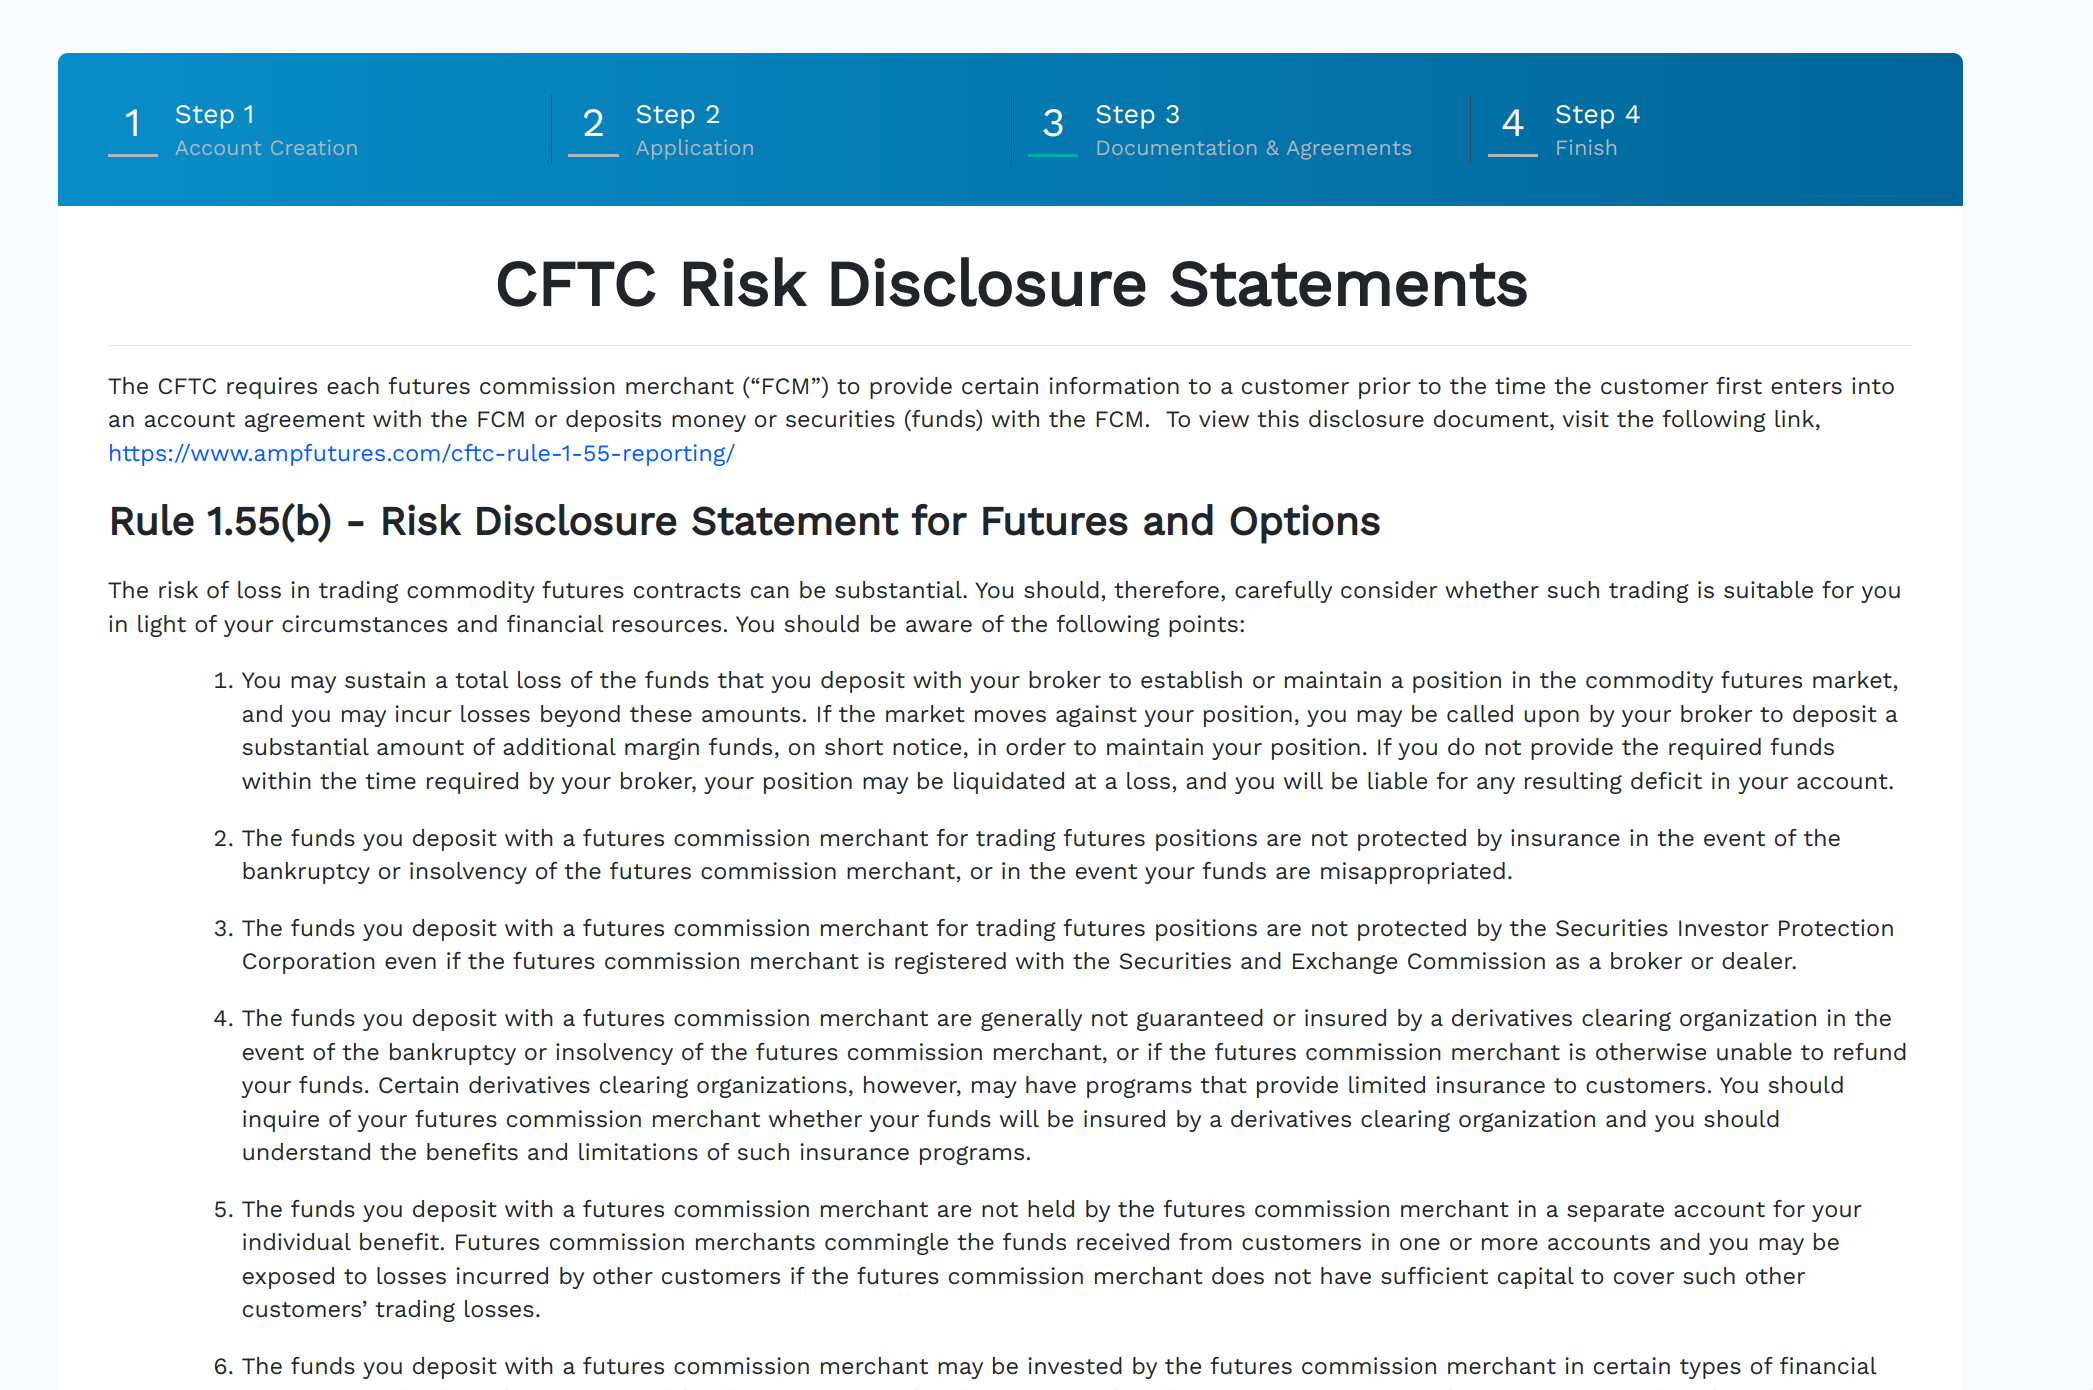 1
Step 1
Account Creation
2
Step 2
Application
3
Step 3
Documentation & Agreements
4
Step 4
Finish
CFTC Risk Disclosure Statements
The CFTC requires each futures commission merchant (“FCM”) to provide certain information to a customer prior to the time the customer first enters into
an account agreement with the FCM or deposits money or securities (funds) with the FCM.  To view this disclosure document, visit the following link,
https://www.ampfutures.com/cftc-rule-1-55-reporting/
Rule 1.55(b) - Risk Disclosure Statement for Futures and Options
The risk of loss in trading commodity futures contracts can be substantial. You should, therefore, carefully consider whether such trading is suitable for you
in light of your circumstances and financial resources. You should be aware of the following points:
1. You may sustain a total loss of the funds that you deposit with your broker to establish or maintain a position in the commodity futures market,
and you may incur losses beyond these amounts. If the market moves against your position, you may be called upon by your broker to deposit a
substantial amount of additional margin funds, on short notice, in order to maintain your position. If you do not provide the required funds
within the time required by your broker, your position may be liquidated at a loss, and you will be liable for any resulting deficit in your account.
2. The funds you deposit with a futures commission merchant for trading futures positions are not protected by insurance in the event of the
bankruptcy or insolvency of the futures commission merchant, or in the event your funds are misappropriated.
3. The funds you deposit with a futures commission merchant for trading futures positions are not protected by the Securities Investor Protection
Corporation even if the futures commission merchant is registered with the Securities and Exchange Commission as a broker or dealer.
4. The funds you deposit with a futures commission merchant are generally not guaranteed or insured by a derivatives clearing organization in the
event of the bankruptcy or insolvency of the futures commission merchant, or if the futures commission merchant is otherwise unable to refund
your funds. Certain derivatives clearing organizations, however, may have programs that provide limited insurance to customers. You should
inquire of your futures commission merchant whether your funds will be insured by a derivatives clearing organization and you should
understand the benefits and limitations of such insurance programs.
5. The funds you deposit with a futures commission merchant are not held by the futures commission merchant in a separate account for your
individual benefit. Futures commission merchants commingle the funds received from customers in one or more accounts and you may be
exposed to losses incurred by other customers if the futures commission merchant does not have sufficient capital to cover such other
customers’ trading losses.
6. The funds you deposit with a futures commission merchant may be invested by the futures commission merchant in certain types of financial